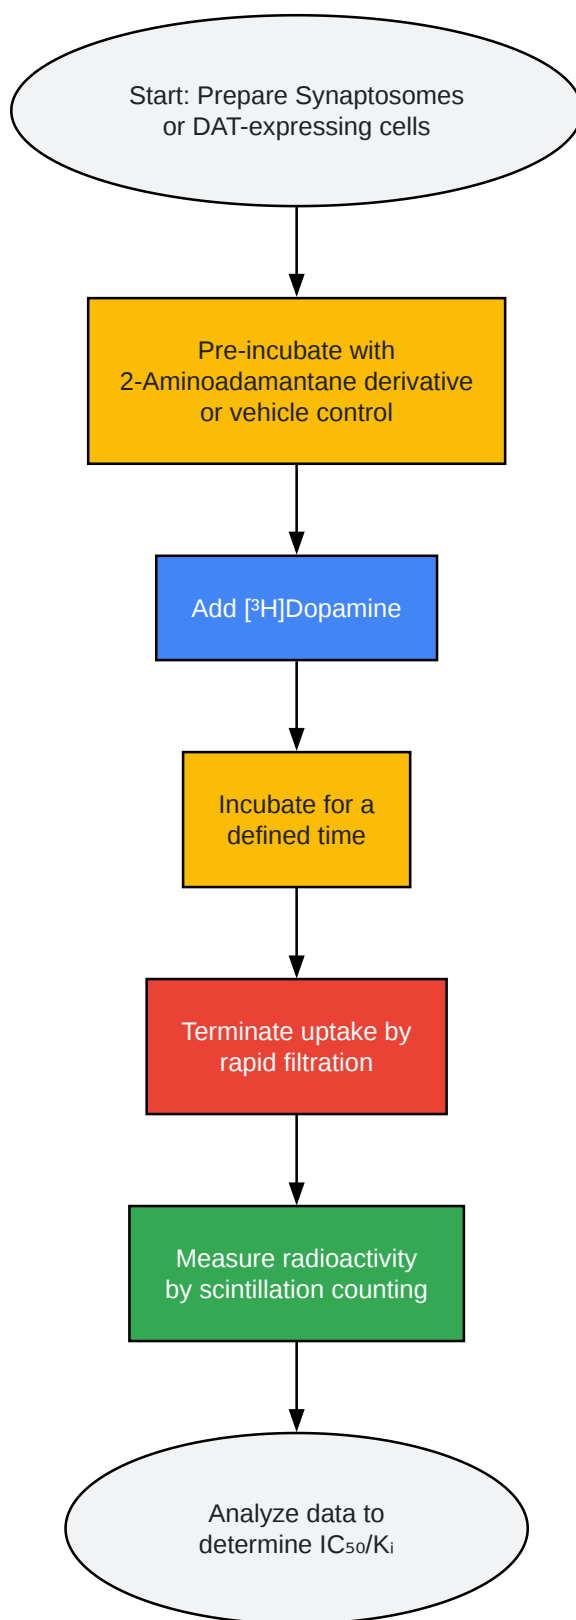 Start: Prepare Synaptosomes
or DAT-expressing cells
Pre-incubate with
2-Aminoadamantane derivative
or vehicle control
Add [³H]Dopamine
Incubate for a
defined time
Terminate uptake by
rapid filtration
Measure radioactivity
by scintillation counting
Analyze data to
determine IC₅₀/Kᵢ